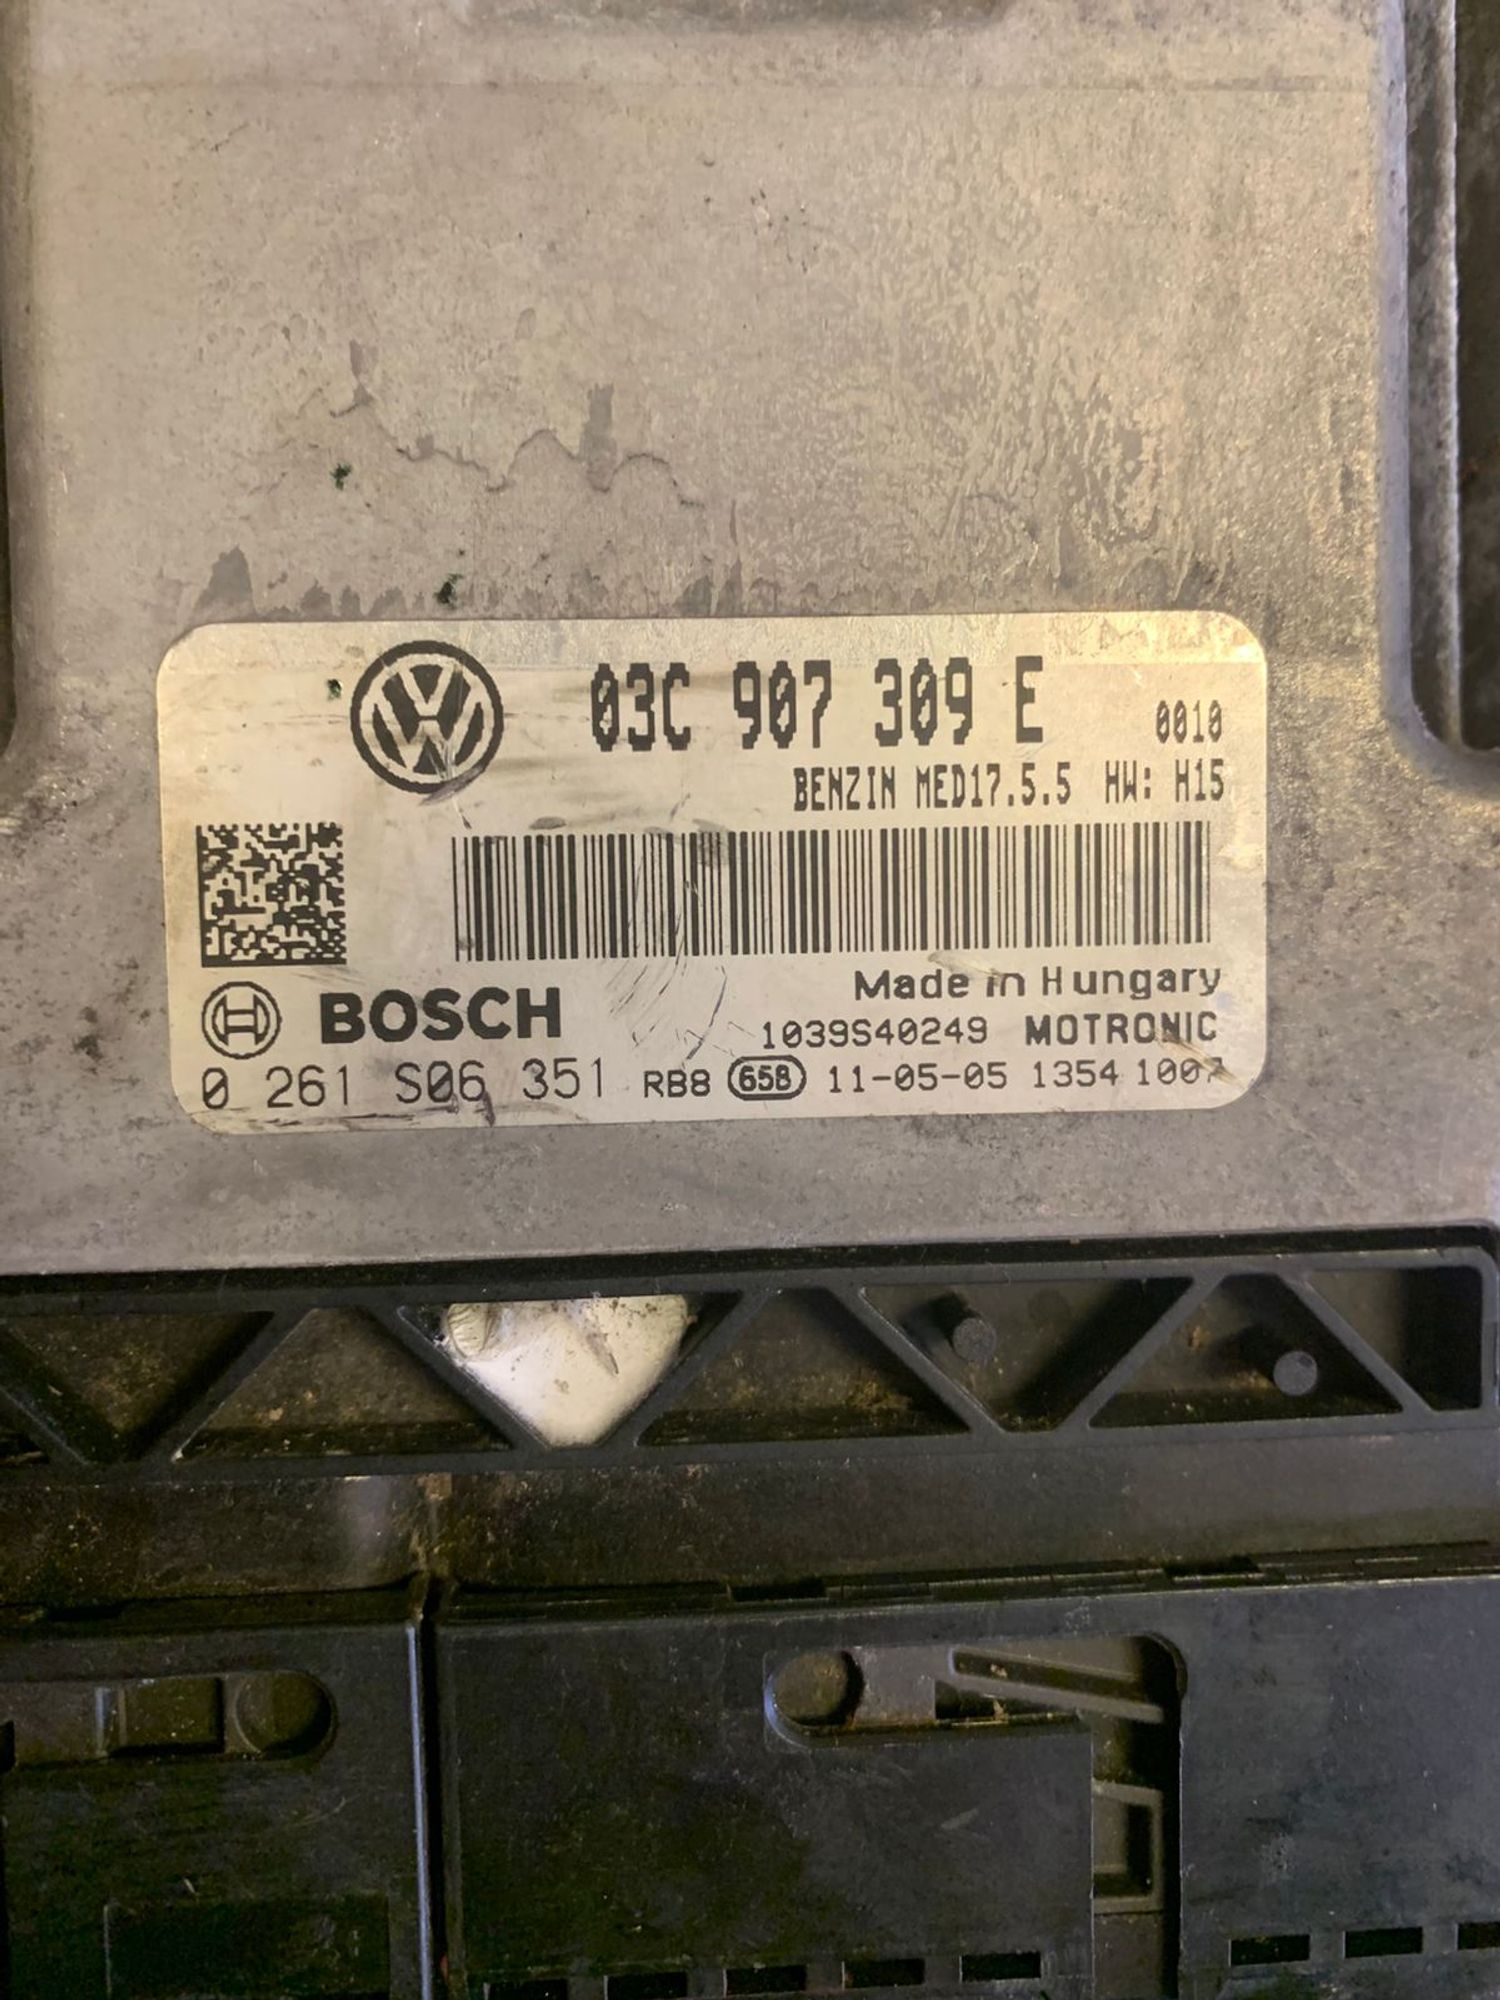 03C 907 309 E 0010
BENZIN MED17.5.5 HW: H15
Made in Hungary
BOSCH
1039S40249 MOTRONIC
0 261 S06 351 RB8 658 11-05-05 1354 1007